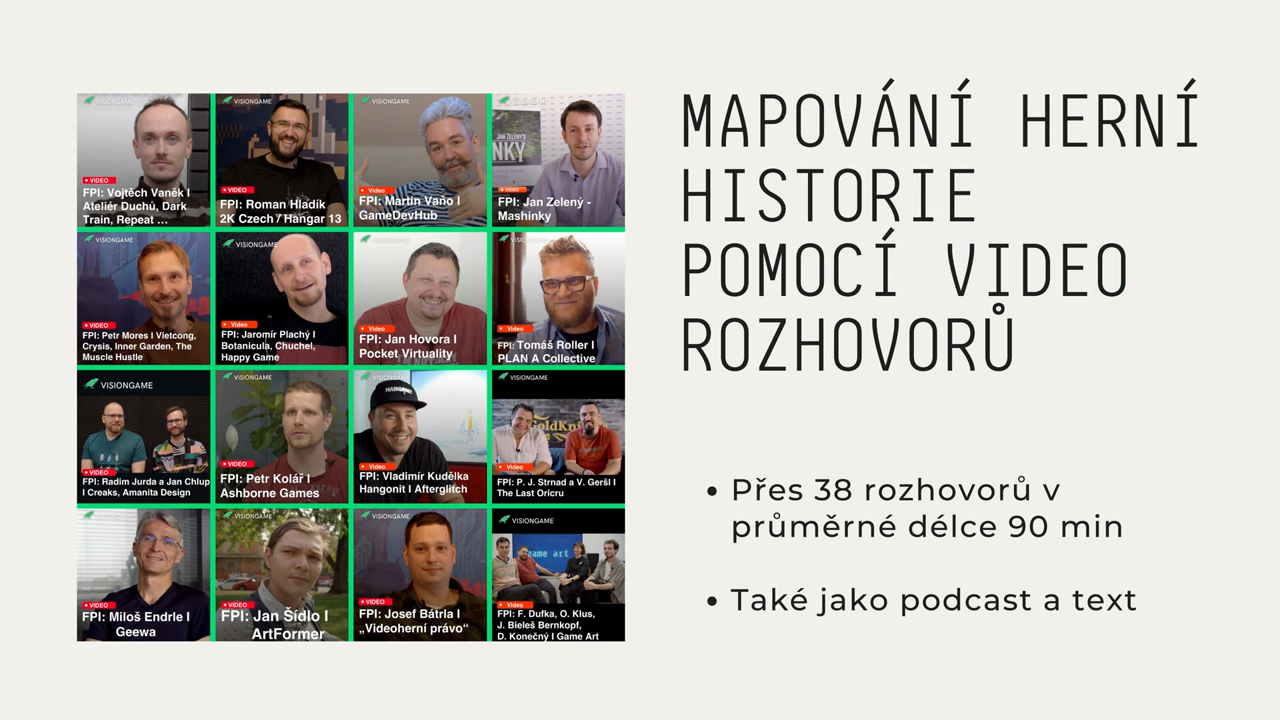 VISIONGAME
VIDEO
FPI: Vojtěch Vaněk I
Ateliér Duchů, Dark
Train, Repeat ...
VISIONGAME
VIDEO
FPI: Roman Hladík
2K Czech / Hangar 13
VISIONGAME
Video
FPI: Martin Vaňo I
GameDevHub
JAN ZELENÝ'S
Video
FPI: Jan Zelený -
Mashinky
VISIONGAME
VIDEO
FPI: Petr Mores I Vietcong,
Crysis, Inner Garden, The
Muscle Hustle
VISIONGAME
Video
FPI: Jaromír Plachý I
Botanicula, Chuchel,
Happy Game
VISIONGAME
Video
FPI: Jan Hovora I
Pocket Virtuality
VISIONGAME
Video
FPI: Tomáš Roller I
PLAN A Collective
VISIONGAME
VIDEO
FPI: Radim Jurda a Jan Chlup
I Creaks, Amanita Design
VISIONGAME
VIDEO
FPI: Petr Kolář I
Ashborne Games
VISIONGAME
Video
FPI: Vladimír Kudělka
Hangonit I Afterglitch
VISIONGAME
Video
FPI: P. J. Strnad a V. Geršl I
The Last Oricru
VISIONGAME
VIDEO
FPI: Miloš Endrle I
Geewa
VISIONGAME
VIDEO
FPI: Jan Šídlo I
ArtFormer
VISIONGAME
VIDEO
FPI: Josef Bátrla I
„Videoherní právo“
VISIONGAME
game art
Video
FPI: F. Dufka, O. Klus,
J. Bieleš Bernkopf,
D. Konečný I Game Art
MAPOVÁNÍ HERNÍ
HISTORIE
POMOCÍ VIDEO
ROZHOVORŮ
• Přes 38 rozhovorů v
průměrné délce 90 min
• Také jako podcast a text